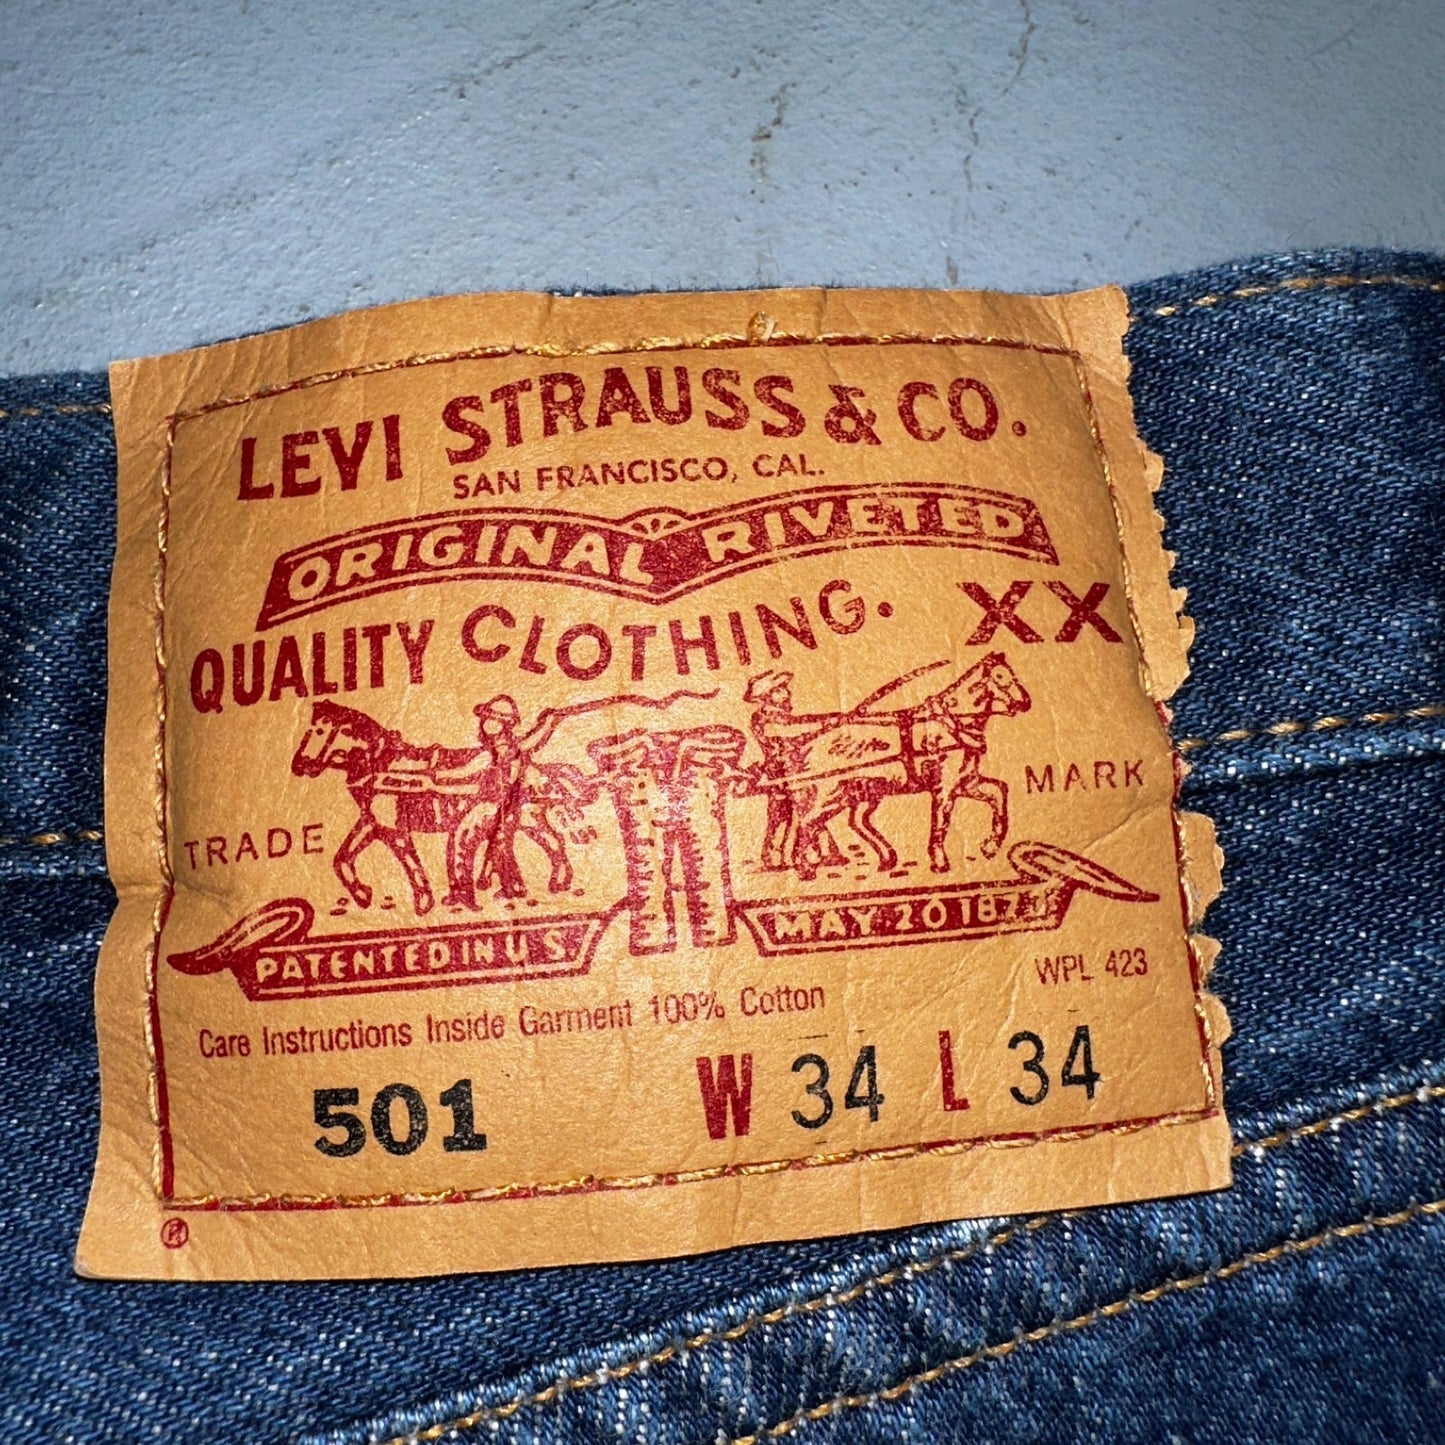 LEVI STRAUSS & CO.
SAN FRANCISCO, CAL.
ORIGINAL RIVETED
QUALITY CLOTHING. XX
TRADE MARK
PATENTED IN U.S. MAY 20 1873
WPL 423
Care Instructions Inside Garment 100% Cotton
501 W 34 L 34
®